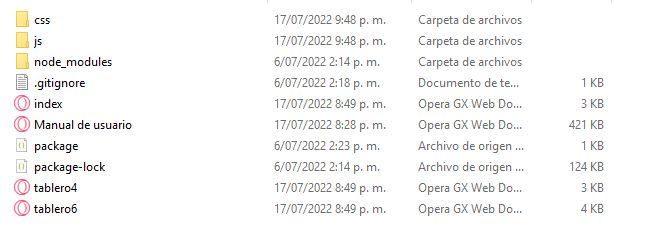 css 17/07/2022 9:48 p. m. Carpeta de archivos
js 17/07/2022 9:48 p. m. Carpeta de archivos
node_modules 6/07/2022 2:14 p. m. Carpeta de archivos
.gitignore 6/07/2022 2:18 p. m. Documento de te... 1 KB
index 17/07/2022 8:49 p. m. Opera GX Web Do... 3 KB
Manual de usuario 17/07/2022 8:28 p. m. Opera GX Web Do... 421 KB
package 6/07/2022 2:23 p. m. Archivo de origen ... 1 KB
package-lock 6/07/2022 2:14 p. m. Archivo de origen ... 124 KB
tablero4 17/07/2022 8:49 p. m. Opera GX Web Do... 3 KB
tablero6 17/07/2022 8:49 p. m. Opera GX Web Do... 4 KB